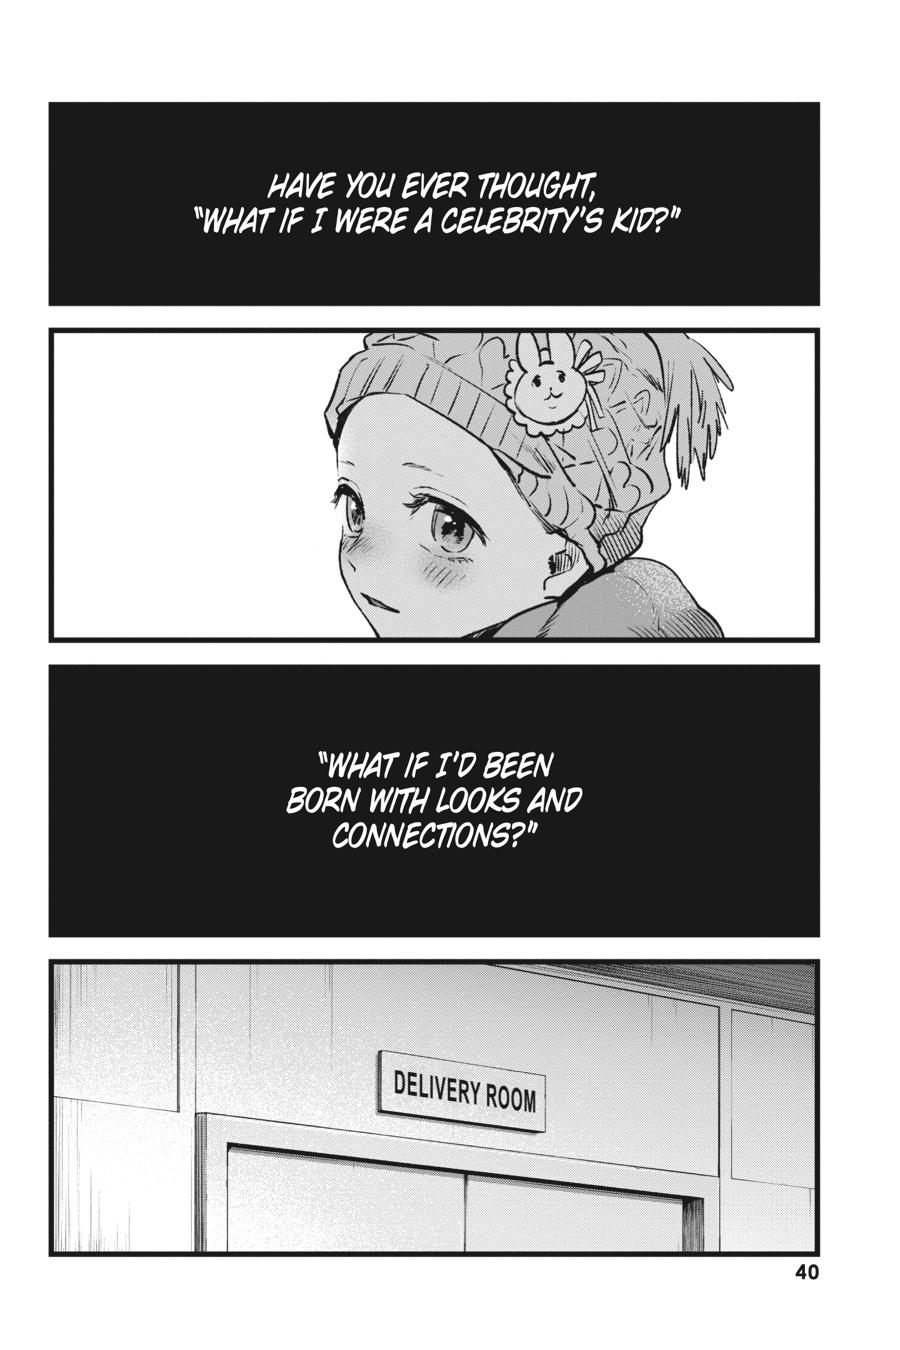 HAVE YOU EVER THOUGHT,
"WHAT IF I WERE A CELEBRITY'S KID?"
"WHAT IF I'D BEEN
BORN WITH LOOKS AND
CONNECTIONS?"
DELIVERY ROOM
40